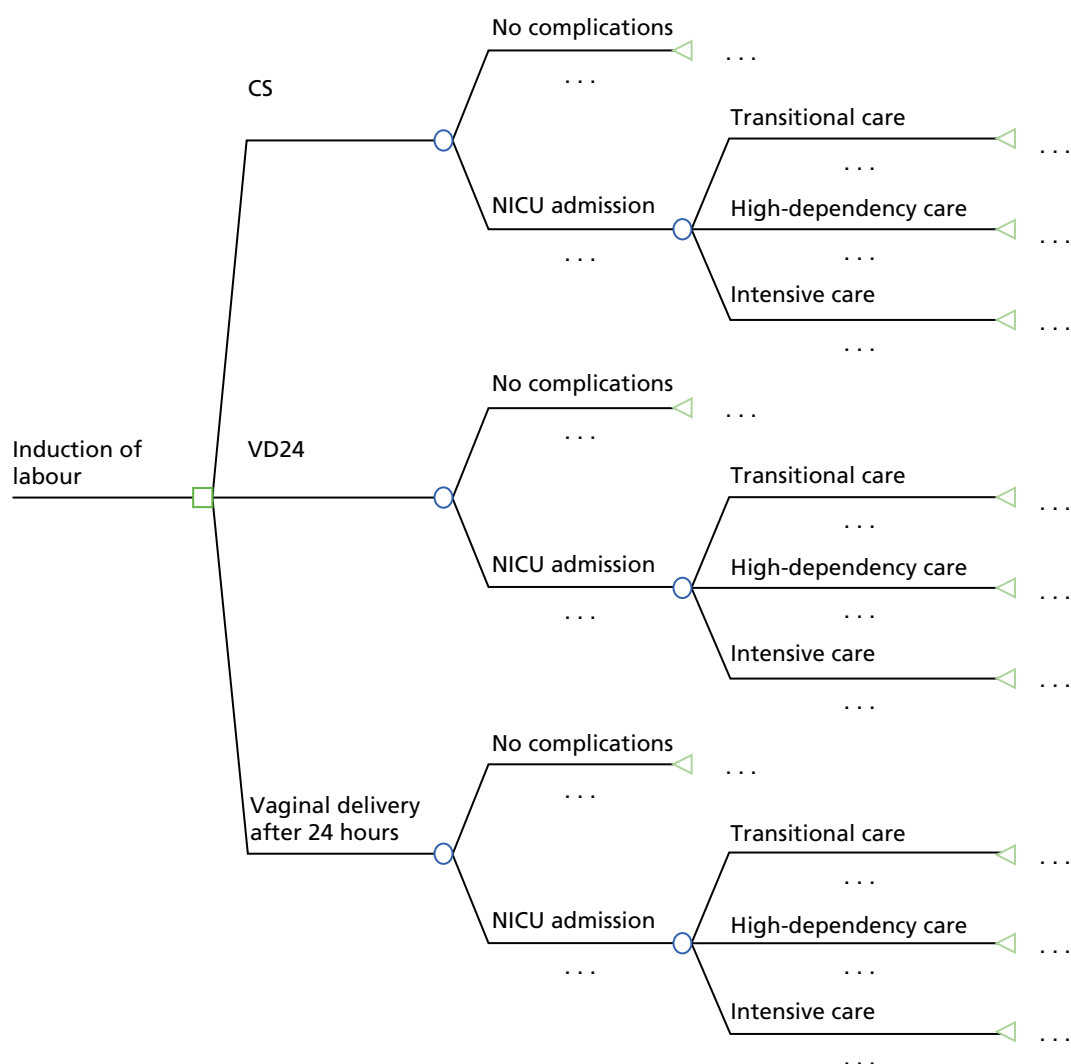 No complications
. . .
. . .
CS
Transitional care
. . .
. . .
NICU admission
. . .
High-dependency care
. . .
. . .
Intensive care
. . .
. . .
No complications
. . .
. . .
Induction of
labour
VD24
Transitional care
. . .
. . .
NICU admission
. . .
High-dependency care
. . .
. . .
Intensive care
. . .
. . .
No complications
. . .
. . .
Vaginal delivery
after 24 hours
Transitional care
. . .
. . .
NICU admission
. . .
High-dependency care
. . .
. . .
Intensive care
. . .
. . .